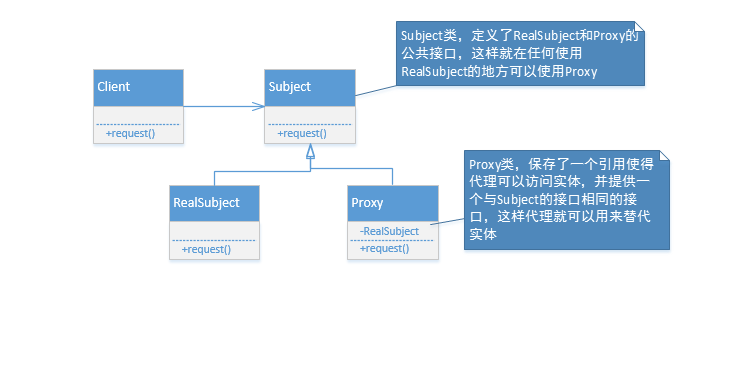 Subject类，定义了RealSubject和Proxy的
公共接口，这样就在任何使用
RealSubject的地方可以使用Proxy
Client
+request()
Subject
+request()
Proxy类，保存了一个引用使得
代理可以访问实体，并提供一
个与Subject的接口相同的接
口，这样代理就可以用来替代
实体
RealSubject
+request()
Proxy
-RealSubject
+request()